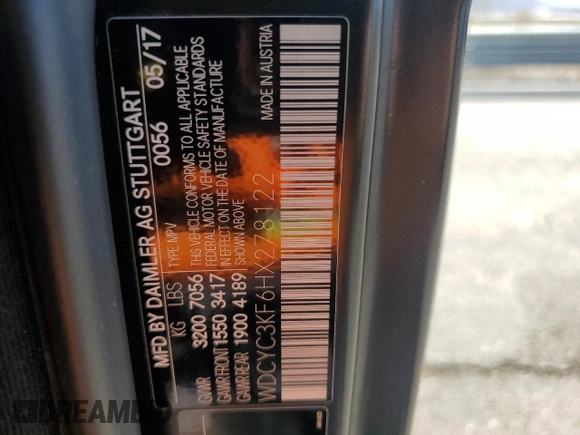 MFD BY DAIMLER AG STUTTGART
0056 05/17
KG LBS TYPE: MPV
GVWR 3200 7056
GAWR FRONT 1550 3417
GAWR REAR 1900 4189
THIS VEHICLE CONFORMS TO ALL APPLICABLE
FEDERAL MOTOR VEHICLE SAFETY STANDARDS
IN EFFECT ON THE DATE OF MANUFACTURE
SHOWN ABOVE
MADE IN AUSTRIA
WDCYC3KF6HX278122
DREAMBID